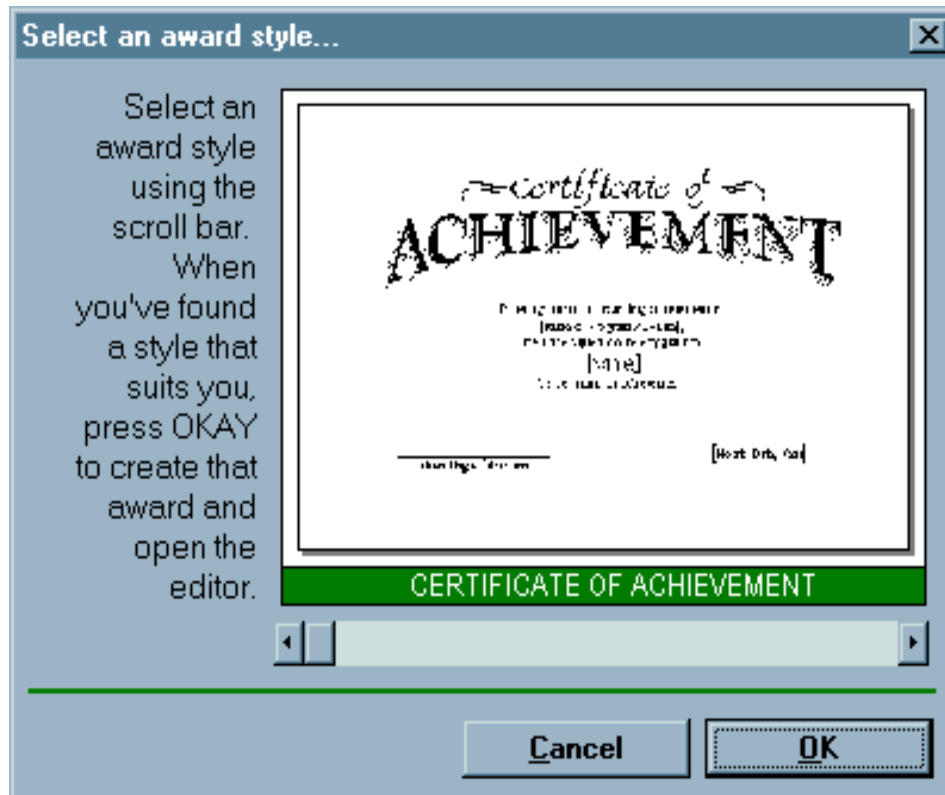 Select an award style...
Select an
award style
using the
scroll bar.
When
you've found
a style that
suits you,
press OKAY
to create that
award and
open the
editor.
Certificate of
ACHIEVEMENT
CERTIFICATE OF ACHIEVEMENT
Cancel
OK